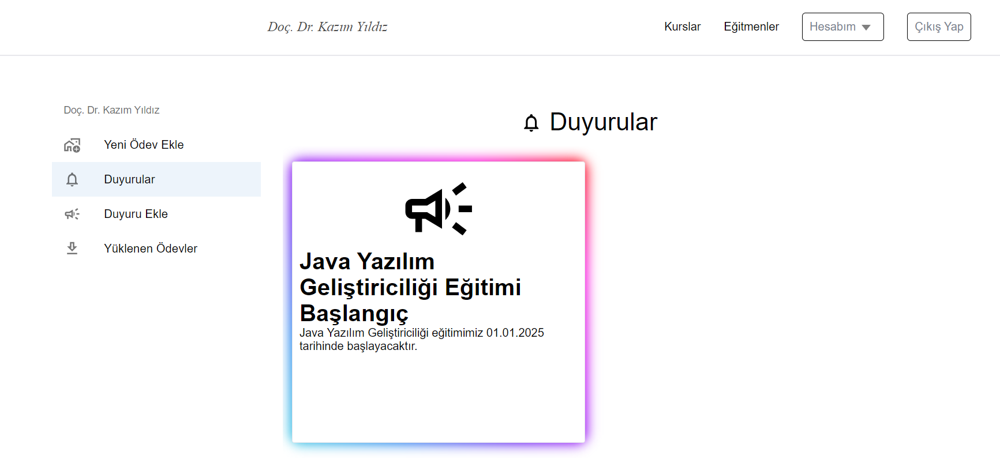 Doç. Dr. Kazım Yıldız
Kurslar
Eğitmenler
Hesabım
Çıkış Yap
Doç. Dr. Kazım Yıldız
Yeni Ödev Ekle
Duyurular
Duyuru Ekle
Yüklenen Ödevler
Duyurular
Java Yazılım
Geliştiriciliği Eğitimi
Başlangıç
Java Yazılım Geliştiriciliği eğitimimiz 01.01.2025
tarihinde başlayacaktır.